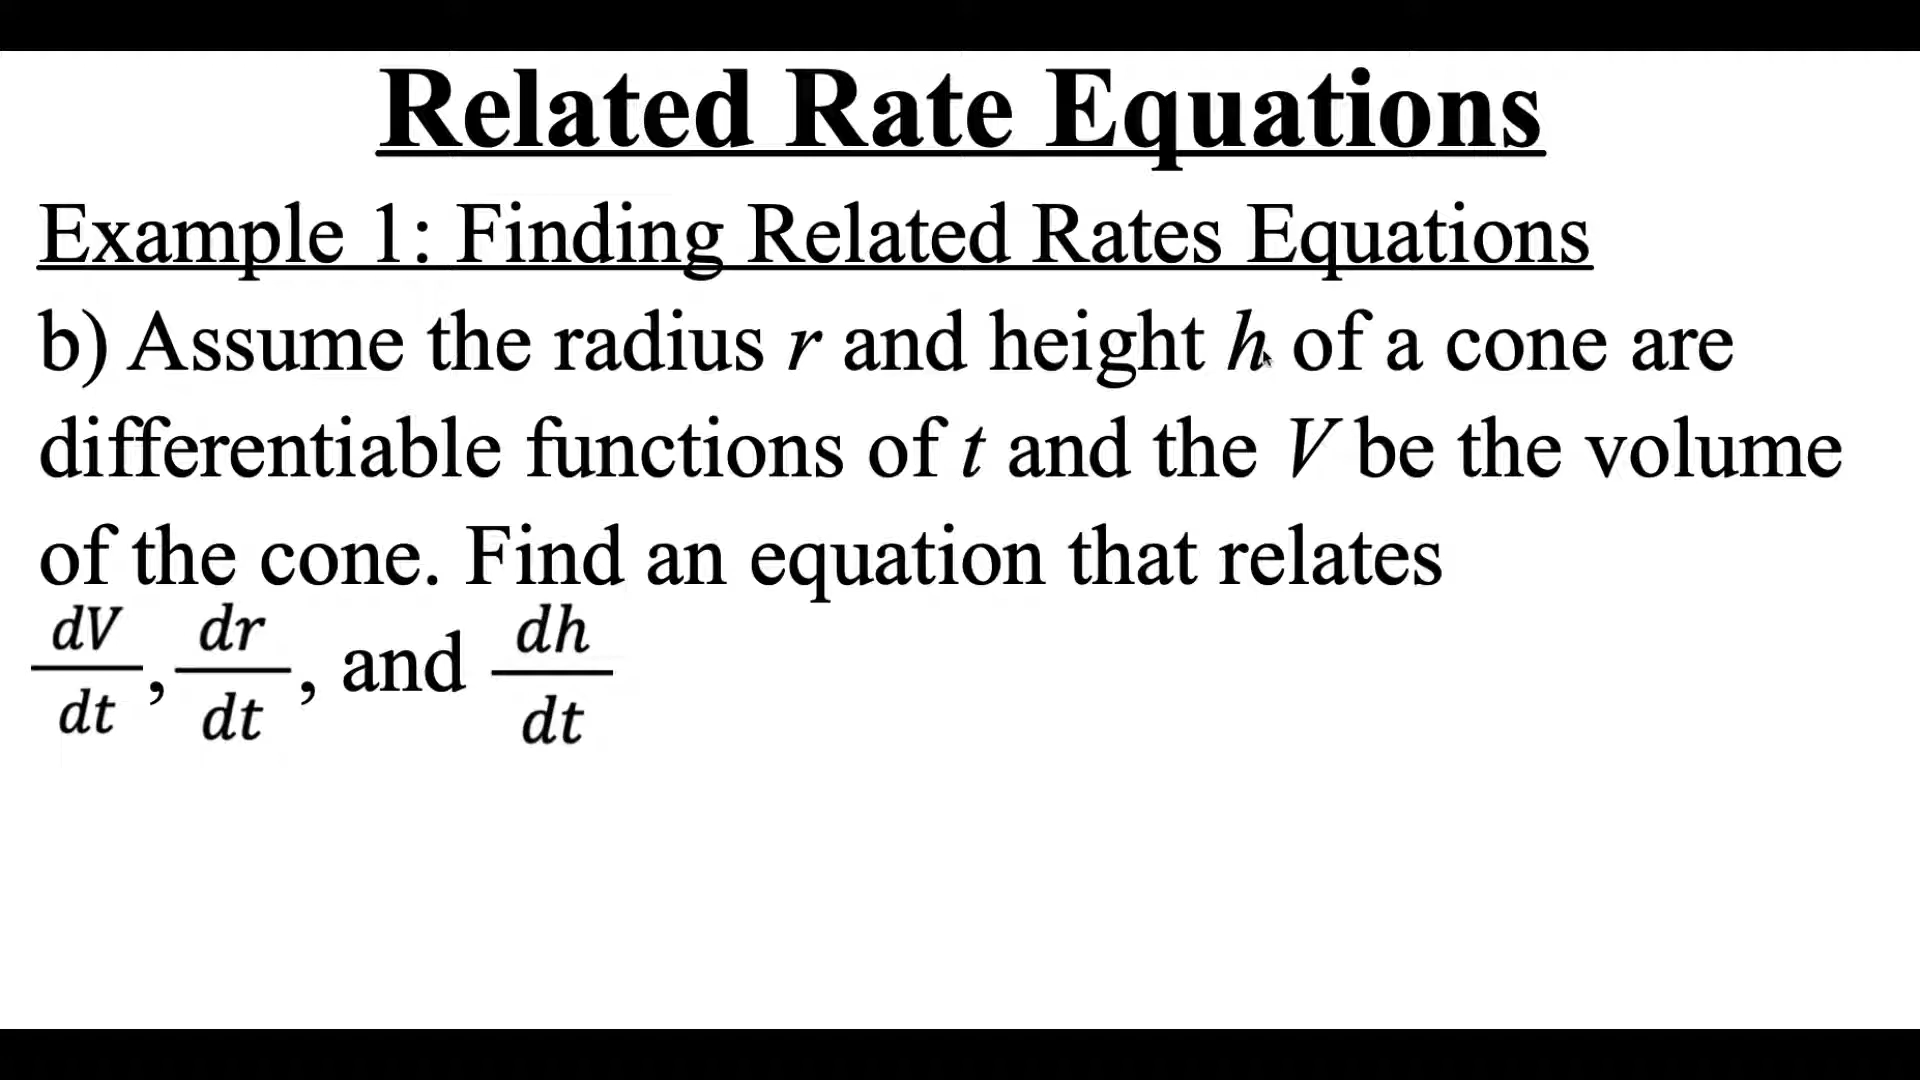 Related Rate Equations
Example 1: Finding Related Rates Equations
b) Assume the radius r and height h of a cone are
differentiable functions of t and the V be the volume
of the cone. Find an equation that relates
dV/dt, dr/dt, and dh/dt